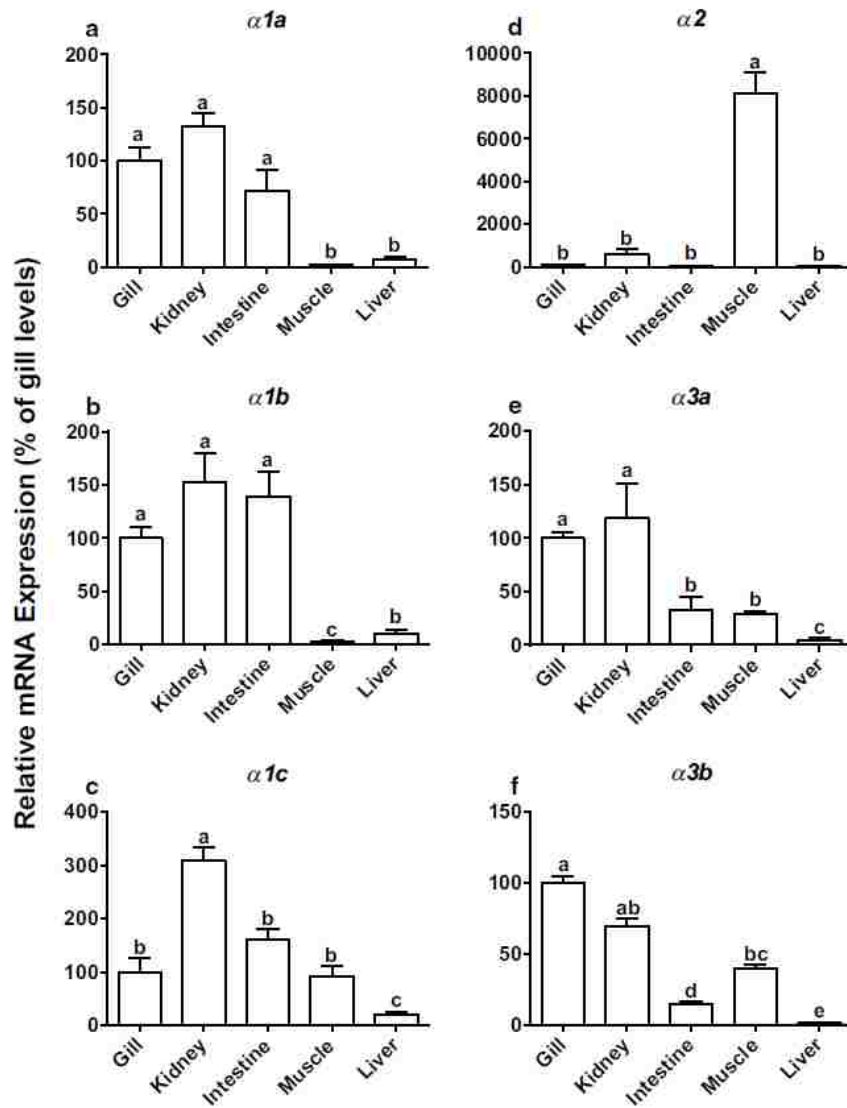 Relative mRNA Expression (% of gill levels)
a
α1a
200
150
100
50
0
a
a
a
b
b
Gill
Kidney
Intestine
Muscle
Liver
b
α1b
200
150
100
50
0
a
a
a
c
b
Gill
Kidney
Intestine
Muscle
Liver
c
α1c
400
300
200
100
0
b
a
b
b
c
Gill
Kidney
Intestine
Muscle
Liver
d
α2
10000
8000
6000
4000
2000
0
b
b
b
a
b
Gill
Kidney
Intestine
Muscle
Liver
e
α3a
200
150
100
50
0
a
a
b
b
c
Gill
Kidney
Intestine
Muscle
Liver
f
α3b
150
100
50
0
a
ab
d
bc
e
Gill
Kidney
Intestine
Muscle
Liver